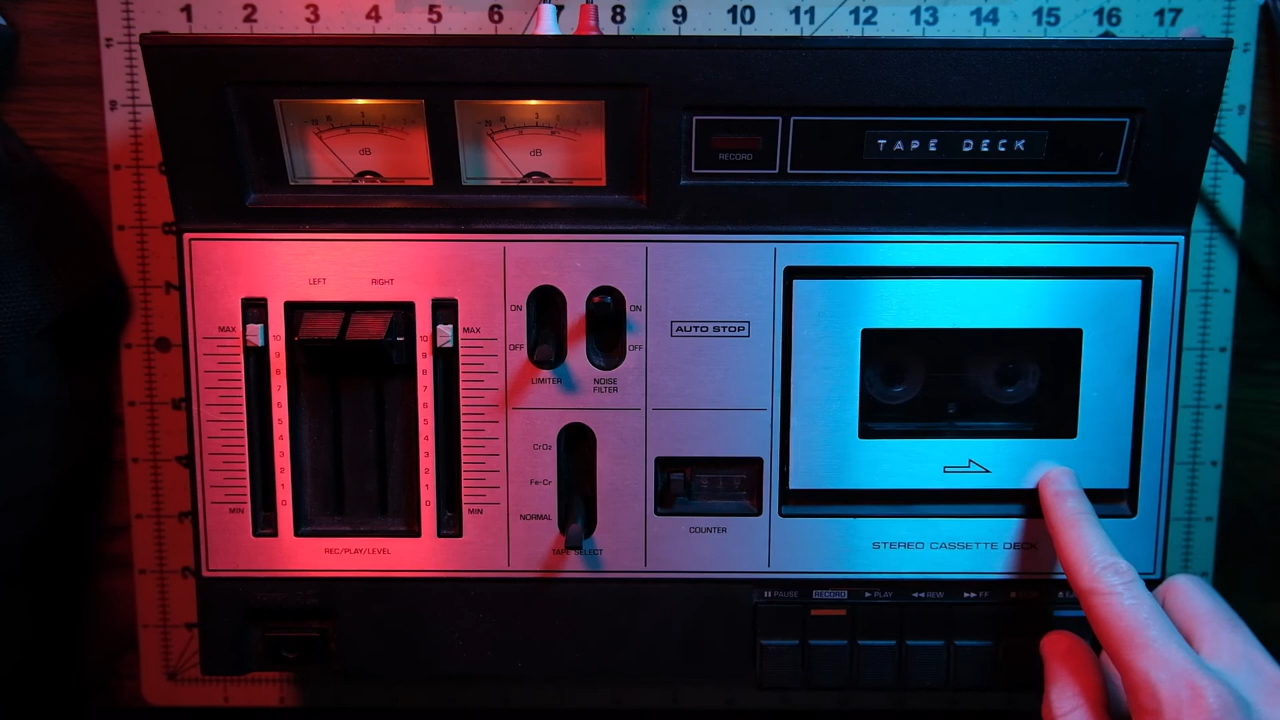 1 2 3 4 5 6 7 8 9 10 11 12 13 14 15 16 17
dB
dB
RECORD
TAPE DECK
LEFT RIGHT
MAX
10
9
8
7
6
5
4
3
2
1
0
MIN
10
9
8
7
6
5
4
3
2
1
0
MAX
MIN
REC/PLAY/LEVEL
ON
OFF
LIMITER
ON
OFF
NOISE
FILTER
CrO2
Fe-Cr
NORMAL
TAPE SELECT
AUTO STOP
COUNTER
STEREO CASSETTE DECK
PAUSE RECORD PLAY REW FF